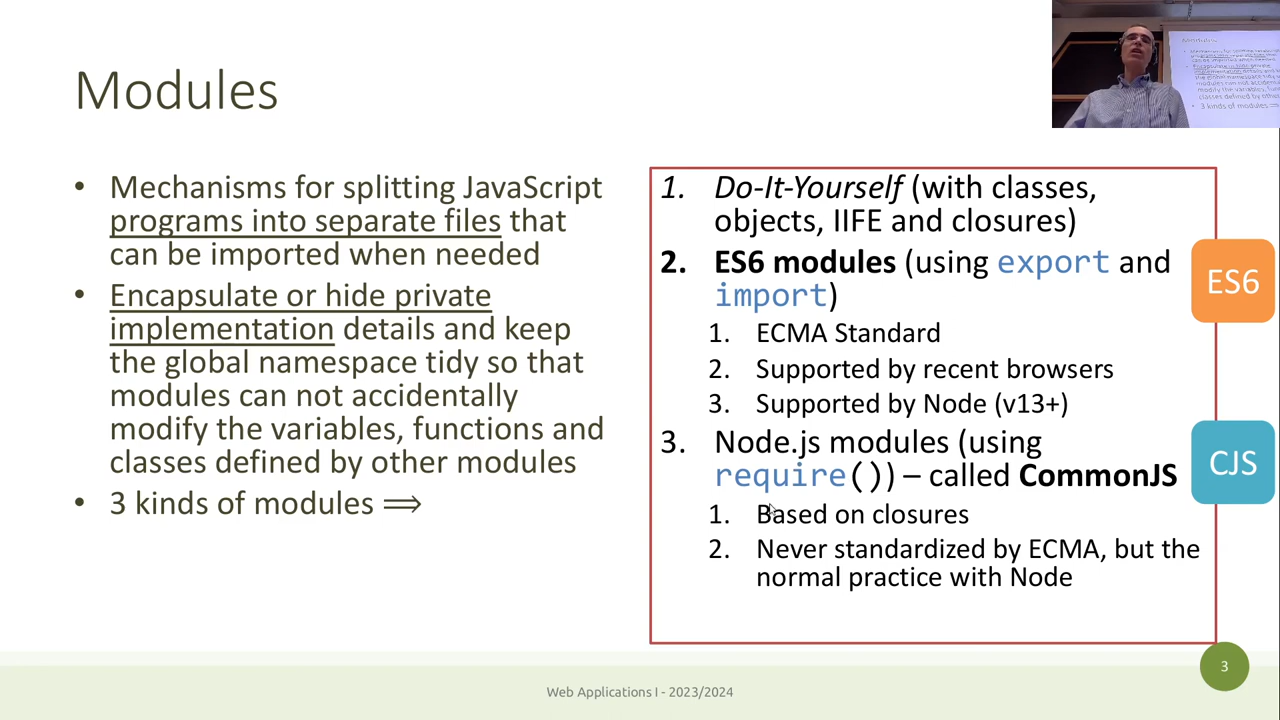 Modules
• Mechanisms for splitting JavaScript
programs into separate files that
can be imported when needed
• Encapsulate or hide private
implementation details and keep
the global namespace tidy so that
modules can not accidentally
modify the variables, functions and
classes defined by other modules
• 3 kinds of modules ⟹
1. Do-It-Yourself (with classes,
objects, IIFE and closures)
2. ES6 modules (using export and
import)
1. ECMA Standard
2. Supported by recent browsers
3. Supported by Node (v13+)
ES6
3. Node.js modules (using
require()) – called CommonJS
1. Based on closures
2. Never standardized by ECMA, but the
normal practice with Node
CJS
Web Applications I - 2023/2024
3